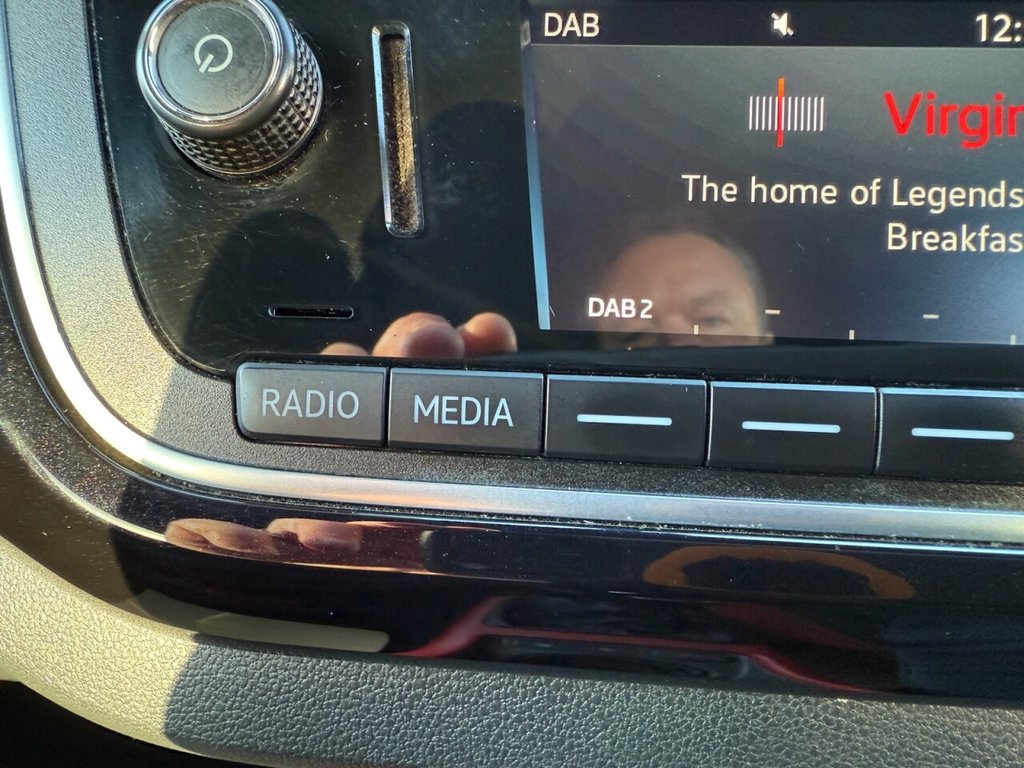 DAB
12:
Virgin
The home of Legends
Breakfas
DAB 2
RADIO
MEDIA